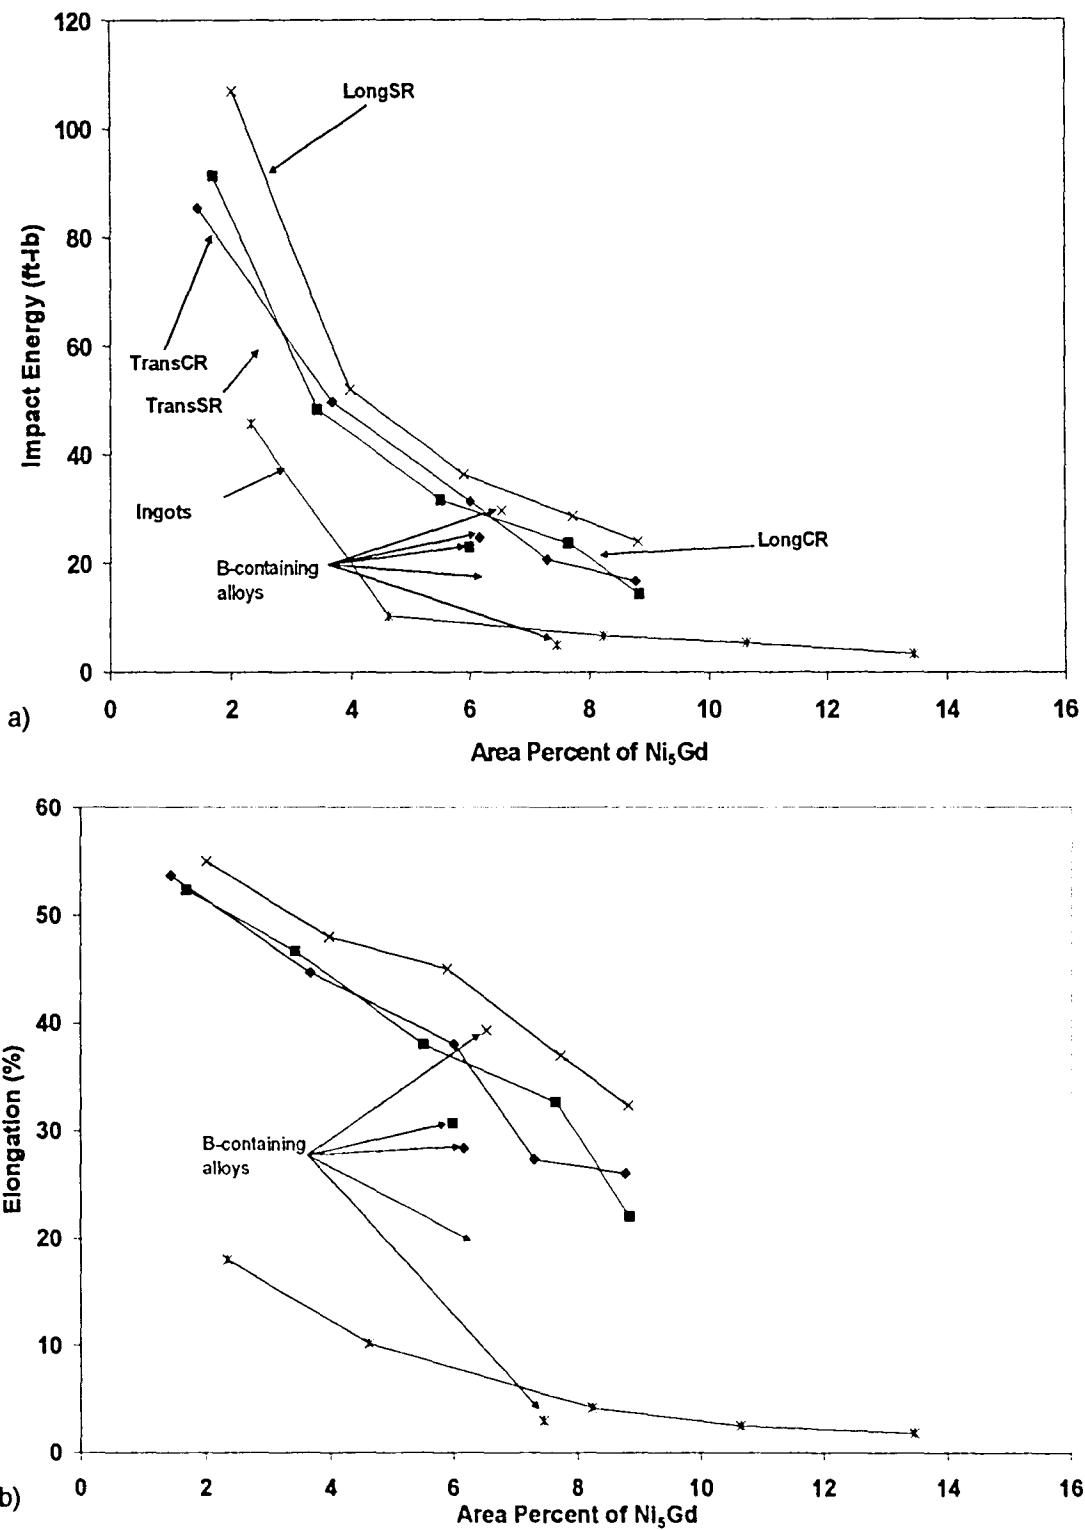 120
LongSR
100
80
60
TransCR
TransSR
40
Ingots
LongCR
20
B-containing
alloys
0
Impact Energy (ft-lb)
0 2 4 6 8 10 12 14 16
a)
Area Percent of Ni₅Gd
60
50
40
30
B-containing
alloys
20
10
0
Elongation (%)
0 2 4 6 8 10 12 14 16
b)
Area Percent of Ni₅Gd